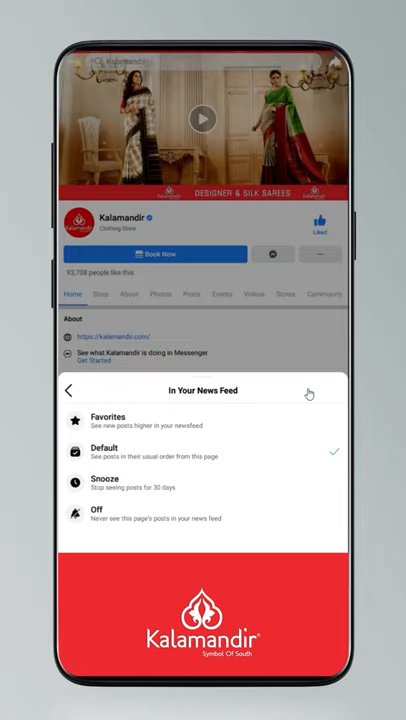 Kalamandir
DESIGNER & SILK SAREES
Kalamandir
Clothing Store
Liked
Book Now
93,708 people like this
Home Shop About Photos Posts Events Videos Stores Community
About
https://kalamandir.com/
See what Kalamandir is doing in Messenger
Get Started
In Your News Feed
Favorites
See new posts higher in your newsfeed
Default
See posts in their usual order from this page
Snooze
Stop seeing posts for 30 days
Off
Never see this page's posts in your news feed
Kalamandir®
Symbol Of South